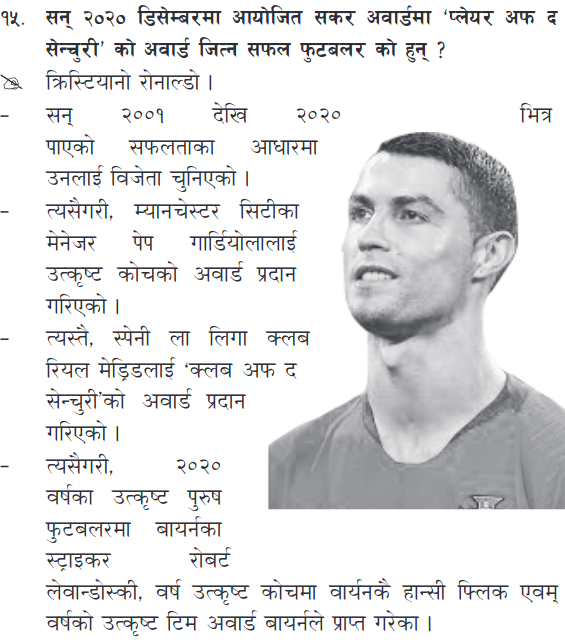 १५. सन् २०२० डिसेम्बरमा आयोजित सकर अवार्डमा ‘प्लेयर अफ द
सेन्चुरी’ को अवार्ड जित्न सफल फुटबलर को हुन् ?
क्रिस्टियानो रोनाल्डो ।
– सन् २००१ देखि २०२० भित्र
पाएको सफलताका आधारमा
उनलाई विजेता चुनिएको ।
– त्यसैगरी, म्यानचेस्टर सिटीका
मेनेजर पेप गार्डियोलालाई
उत्कृष्ट कोचको अवार्ड प्रदान
गरिएको ।
– त्यस्तै, स्पेनी ला लिगा क्लब
रियल मेड्रिडलाई ‘क्लब अफ द
सेन्चुरी’को अवार्ड प्रदान
गरिएको ।
– त्यसैगरी, २०२०
वर्षका उत्कृष्ट पुरुष
फुटबलरमा बायर्नका
स्ट्राइकर रोबर्ट
लेवान्डोस्की, वर्ष उत्कृष्ट कोचमा वार्यनकै हान्सी फ्लिक एवम्
वर्षको उत्कृष्ट टिम अवार्ड बायर्नले प्राप्त गरेका ।